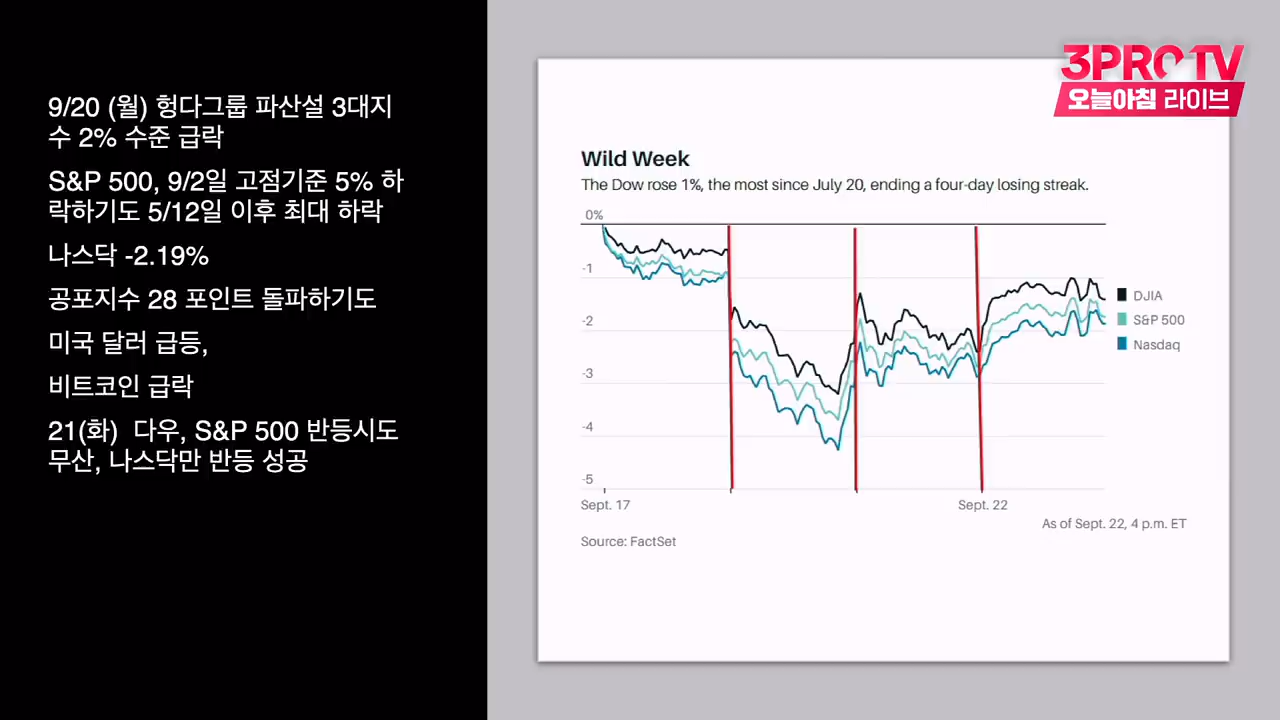 9/20 (월) 헝다그룹 파산설 3대지
수 2% 수준 급락
S&P 500, 9/2일 고점기준 5% 하
락하기도 5/12일 이후 최대 하락
나스닥 -2.19%
공포지수 28 포인트 돌파하기도
미국 달러 급등,
비트코인 급락
21(화) 다우, S&P 500 반등시도
무산, 나스닥만 반등 성공
3PROTV
오늘아침 라이브
Wild Week
The Dow rose 1%, the most since July 20, ending a four-day losing streak.
0%
-1
-2
-3
-4
-5
DJIA
S&P 500
Nasdaq
Sept. 17
Sept. 22
As of Sept. 22, 4 p.m. ET
Source: FactSet